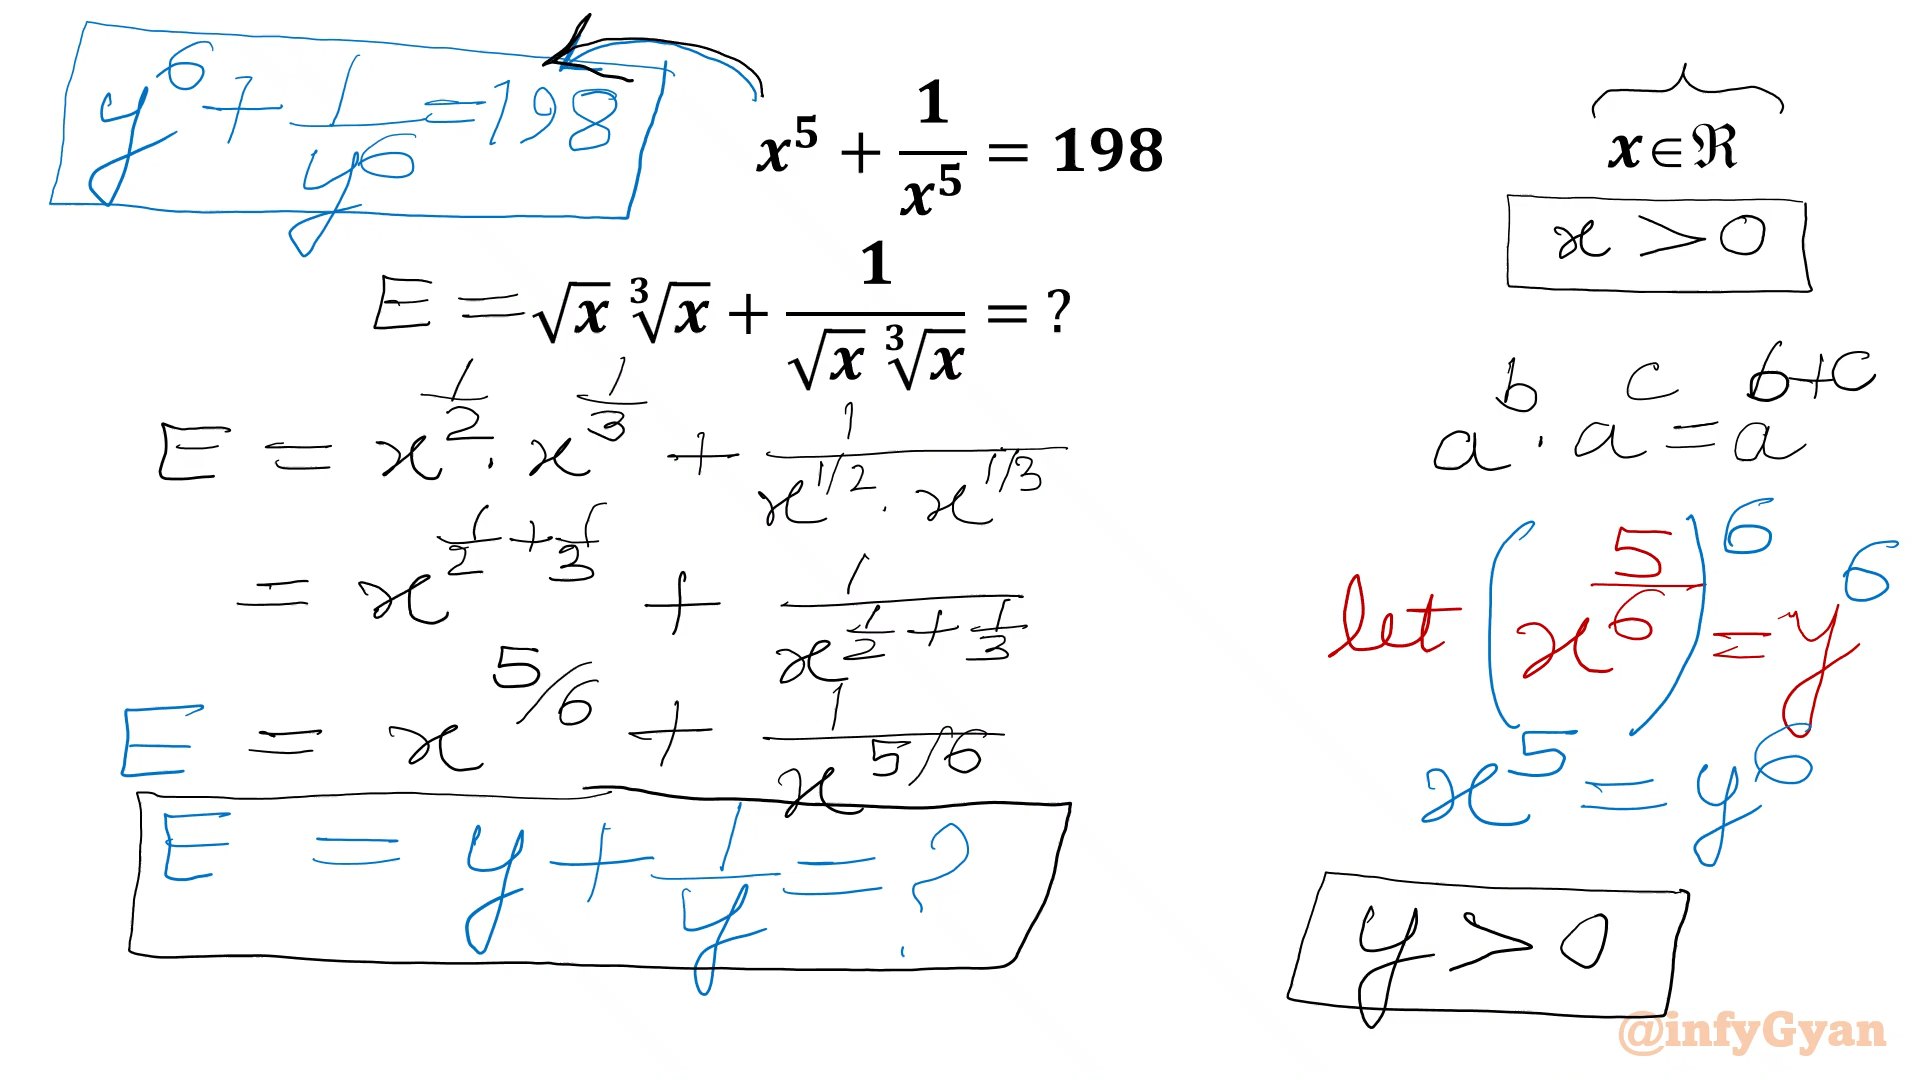 y⁶ + 1/y⁶ = 198
x⁵ + 1/x⁵ = 198
x ∈ ℜ
x > 0
E = √x ∛x + 1/(√x ∛x) = ?
E = x^(1/2) · x^(1/3) + 1/(x^(1/2) · x^(1/3))
a^b · a^c = a^(b+c)
= x^(1/2 + 1/3) + 1/x^(1/2 + 1/3)
let (x^(5/6))⁶ = y⁶
E = x^(5/6) + 1/x^(5/6)
x⁵ = y⁶
E = y + 1/y = ?
y > 0
@infyGyan